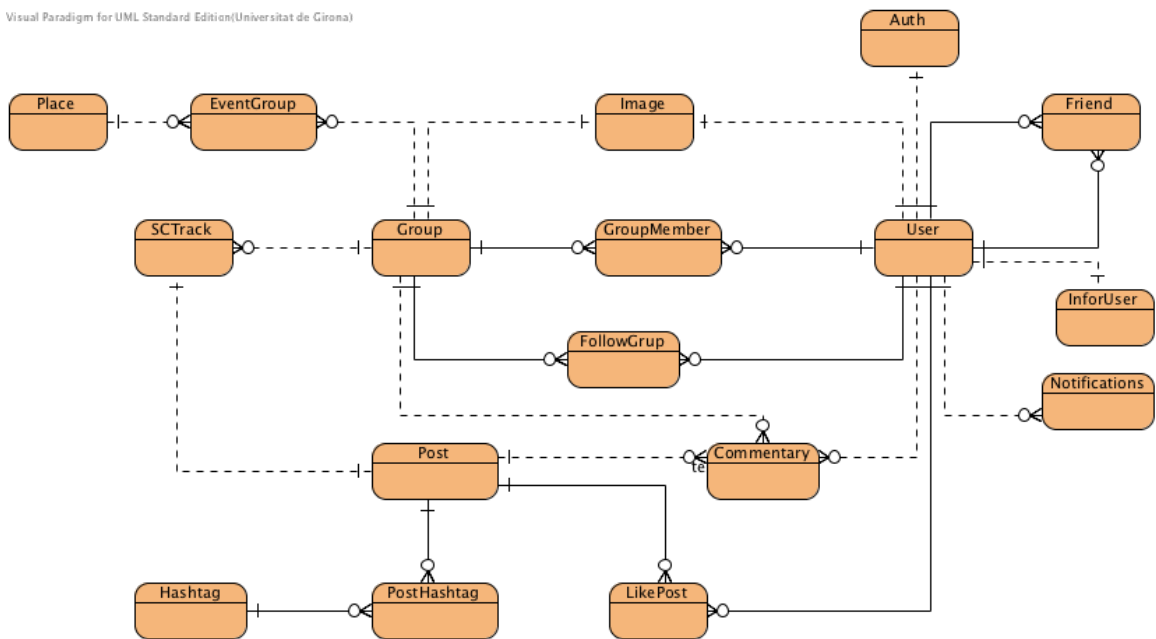 Visual Paradigm for UML Standard Edition(Universitat de Girona)
Auth
Place
EventGroup
Image
Friend
SCTrack
Group
GroupMember
User
InforUser
FollowGrup
Notifications
Post
Commentary
te
Hashtag
PostHashtag
LikePost